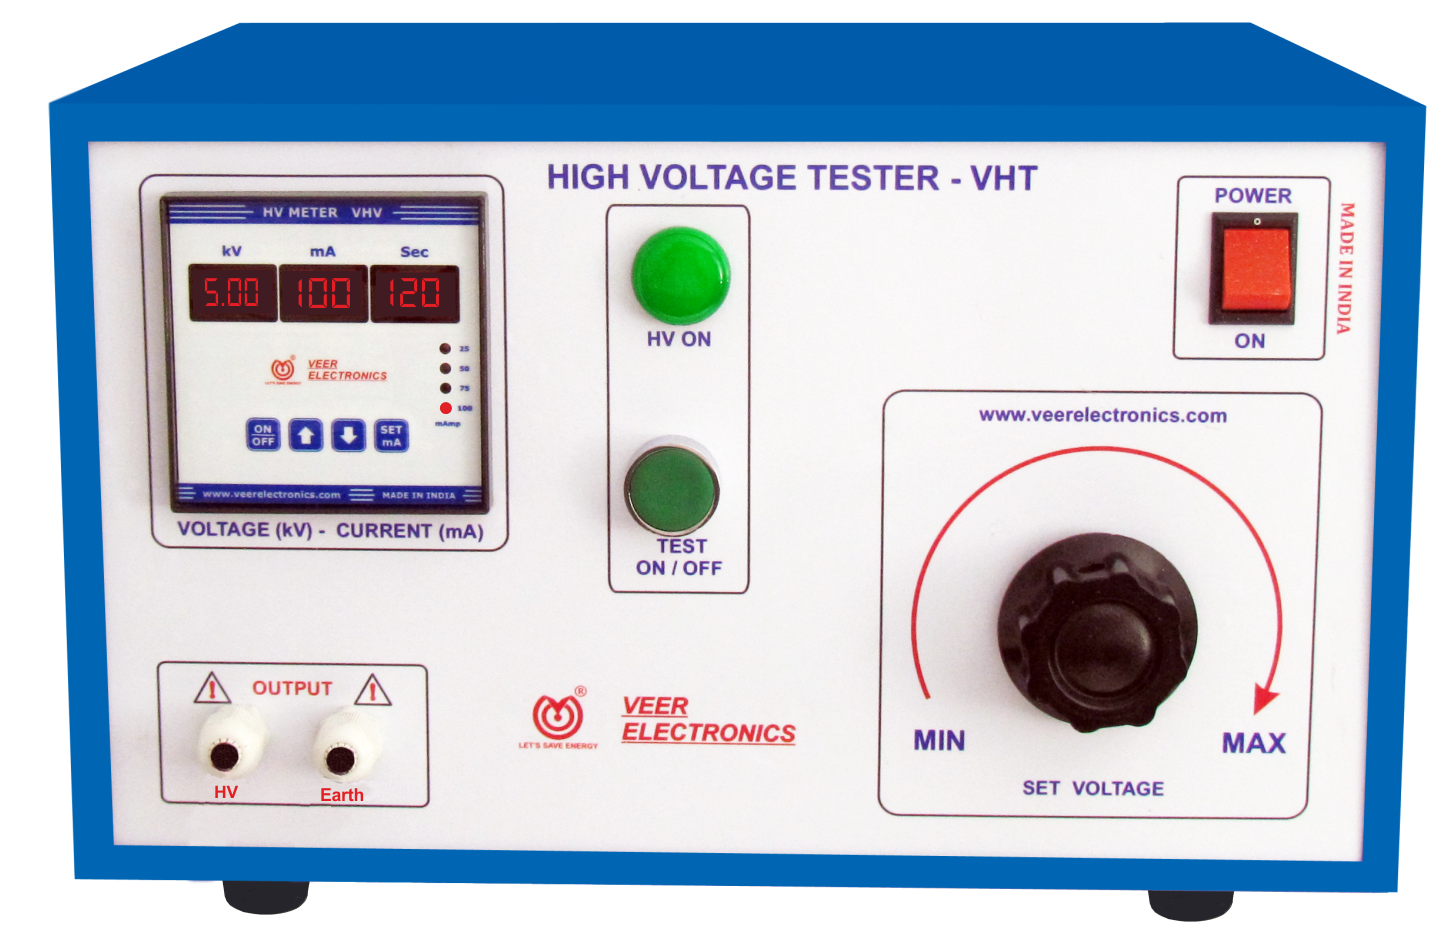 HIGH VOLTAGE TESTER - VHT
HV METER VHV
kV mA Sec
5.00 100 120
25
50
75
100
mAmp
VEER
ELECTRONICS
LET'S SAVE ENERGY
ON
OFF
SET
mA
www.veerelectronics.com MADE IN INDIA
VOLTAGE (kV) - CURRENT (mA)
HV ON
TEST
ON / OFF
POWER
ON
MADE IN INDIA
www.veerelectronics.com
MIN
MAX
SET VOLTAGE
OUTPUT
HV
Earth
®
VEER
ELECTRONICS
LET'S SAVE ENERGY